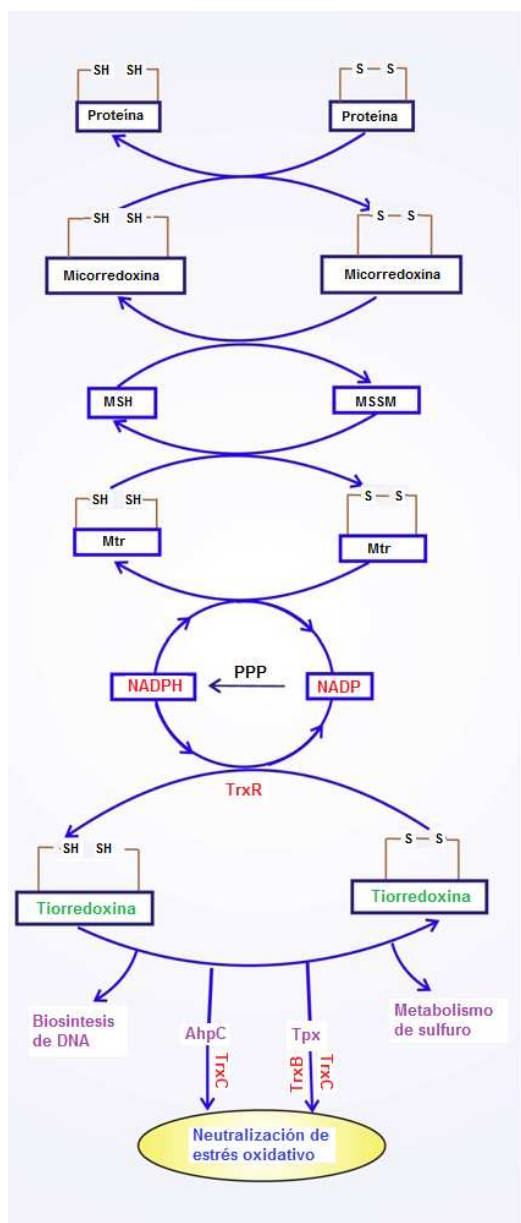 SH SH
S S
Proteína
Proteína
SH SH
S S
Micorredoxina
Micorredoxina
MSH
MSSM
SH SH
S S
Mtr
Mtr
PPP
NADPH
NADP
TrxR
SH SH
S S
Tiorredoxina
Tiorredoxina
Biosintesis
de DNA
AhpC
TrxC
Tpx
TrxB
TrxC
Metabolismo
de sulfuro
Neutralización de
estrés oxidativo